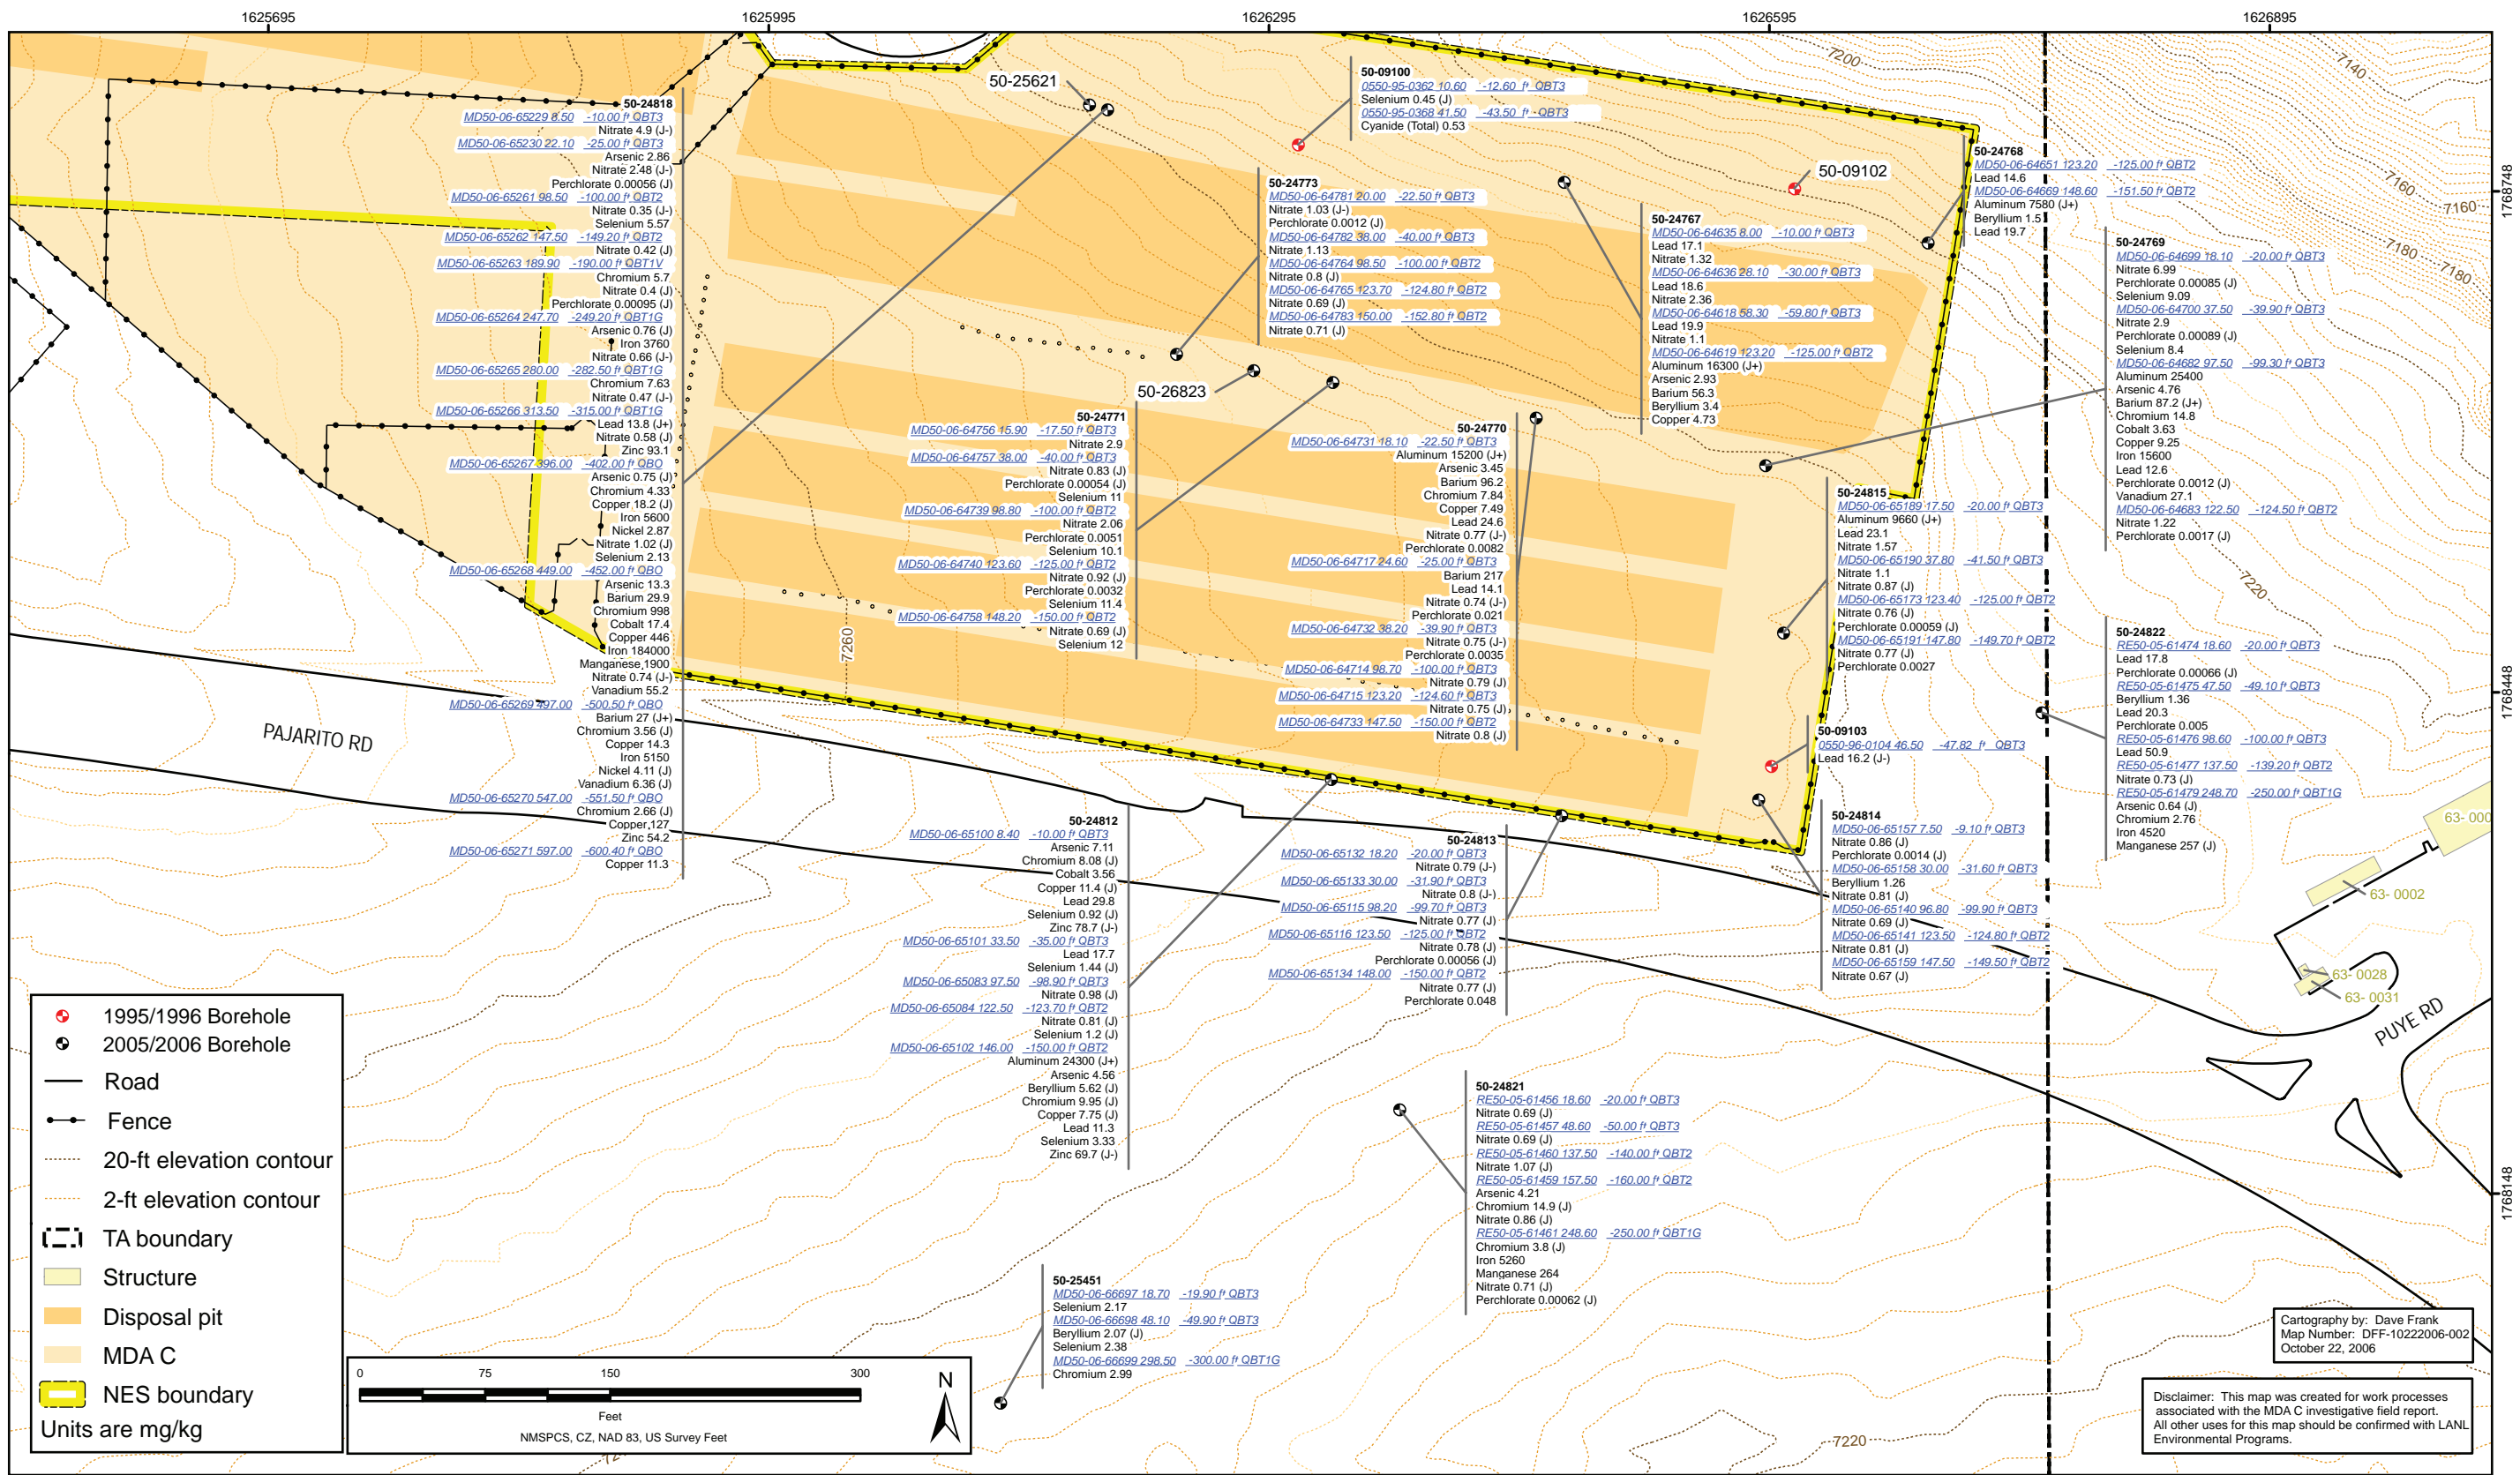 1625695
1625995
1626295
1626595
1626895
50-24818
MD50-06-65229 8.50 -10.00 ft QBT3
Nitrate 4.9 (J-)
MD50-06-65230 22.10 -25.00 ft QBT3
Arsenic 2.86
Nitrate 2.48 (J-)
Perchlorate 0.00056 (J)
MD50-06-65261 98.50 -100.00 ft QBT2
Nitrate 0.35 (J-)
Selenium 5.57
MD50-06-65262 147.50 -149.20 ft QBT2
Nitrate 0.42 (J)
MD50-06-65263 189.90 -190.00 ft QBT1V
Chromium 5.7
Nitrate 0.4 (J)
Perchlorate 0.00095 (J)
MD50-06-65264 247.70 -249.20 ft QBT1G
Arsenic 0.76 (J)
Iron 3760
Nitrate 0.66 (J-)
MD50-06-65265 280.00 -282.50 ft QBT1G
Chromium 7.63
Nitrate 0.47 (J-)
MD50-06-65266 313.50 -315.00 ft QBT1G
Lead 13.8 (J+)
Nitrate 0.58 (J)
Zinc 93.1
MD50-06-65267 396.00 -402.00 ft QBO
Arsenic 0.75 (J)
Chromium 4.33
Copper 18.2 (J)
Iron 5600
Nickel 2.87
Nitrate 1.02 (J)
Selenium 2.13
MD50-06-65268 449.00 -452.00 ft QBO
Arsenic 13.3
Barium 29.9
Chromium 998
Cobalt 17.4
Copper 446
Iron 184000
Manganese 1900
Nitrate 0.74 (J-)
Vanadium 55.2
MD50-06-65269 497.00 -500.50 ft QBO
Barium 27 (J+)
Chromium 3.56 (J)
Copper 14.3
Iron 5150
Nickel 4.11 (J)
Vanadium 6.36 (J)
MD50-06-65270 547.00 -551.50 ft QBO
Chromium 2.66 (J)
Copper 127
Zinc 54.2
MD50-06-65271 597.00 -600.40 ft QBO
Copper 11.3
50-25621
50-09100
0550-95-0362 10.60 -12.60 ft QBT3
Selenium 0.45 (J)
0550-95-0368 41.50 -43.50 ft QBT3
Cyanide (Total) 0.53
50-24773
MD50-06-64781 20.00 -22.50 ft QBT3
Nitrate 1.03 (J-)
Perchlorate 0.0012 (J)
MD50-06-64782 38.00 -40.00 ft QBT3
Nitrate 1.13
MD50-06-64764 98.50 -100.00 ft QBT2
Nitrate 0.8 (J)
MD50-06-64765 123.70 -124.80 ft QBT2
Nitrate 0.69 (J)
MD50-06-64783 150.00 -152.80 ft QBT2
Nitrate 0.71 (J)
50-26823
50-09102
50-24767
MD50-06-64635 8.00 -10.00 ft QBT3
Lead 17.1
Nitrate 1.32
MD50-06-64636 28.10 -30.00 ft QBT3
Lead 18.6
Nitrate 2.36
MD50-06-64618 58.30 -59.80 ft QBT3
Lead 19.9
Nitrate 1.1
MD50-06-64619 123.20 -125.00 ft QBT2
Aluminum 16300 (J+)
Arsenic 2.93
Barium 56.3
Beryllium 3.4
Copper 4.73
50-24768
MD50-06-64651 123.20 -125.00 ft QBT2
Lead 14.6
MD50-06-64669 148.60 -151.50 ft QBT2
Aluminum 7580 (J+)
Beryllium 1.5
Lead 19.7
50-24769
MD50-06-64699 18.10 -20.00 ft QBT3
Nitrate 6.99
Perchlorate 0.00085 (J)
Selenium 9.09
MD50-06-64700 37.50 -39.90 ft QBT3
Nitrate 2.9
Perchlorate 0.00089 (J)
Selenium 8.4
MD50-06-64682 97.50 -99.30 ft QBT3
Aluminum 25400
Arsenic 4.76
Barium 87.2 (J+)
Chromium 14.8
Cobalt 3.63
Copper 9.25
Iron 15600
Lead 12.6
Perchlorate 0.0012 (J)
Vanadium 27.1
MD50-06-64683 122.50 -124.50 ft QBT2
Nitrate 1.22
Perchlorate 0.0017 (J)
50-24771
MD50-06-64756 15.90 -17.50 ft QBT3
Nitrate 2.9
MD50-06-64757 38.00 -40.00 ft QBT3
Nitrate 0.83 (J)
Perchlorate 0.00054 (J)
Selenium 11
MD50-06-64739 98.80 -100.00 ft QBT2
Nitrate 2.06
Perchlorate 0.0051
Selenium 10.1
MD50-06-64740 123.60 -125.00 ft QBT2
Nitrate 0.92 (J)
Perchlorate 0.0032
Selenium 11.4
MD50-06-64758 148.20 -150.00 ft QBT2
Nitrate 0.69 (J)
Selenium 12
50-24770
MD50-06-64731 18.10 -22.50 ft QBT3
Aluminum 15200 (J+)
Arsenic 3.45
Barium 96.2
Chromium 7.84
Copper 7.49
Lead 24.6
Nitrate 0.77 (J-)
Perchlorate 0.0082
MD50-06-64717 24.60 -25.00 ft QBT3
Barium 217
Lead 14.1
Nitrate 0.74 (J-)
Perchlorate 0.021
MD50-06-64732 38.20 -39.90 ft QBT3
Nitrate 0.75 (J-)
Perchlorate 0.0035
MD50-06-64714 98.70 -100.00 ft QBT3
Nitrate 0.79 (J)
MD50-06-64715 123.20 -124.60 ft QBT3
Nitrate 0.75 (J)
MD50-06-64733 147.50 -150.00 ft QBT2
Nitrate 0.8 (J)
50-24815
MD50-06-65189 17.50 -20.00 ft QBT3
Aluminum 9660 (J+)
Lead 23.1
Nitrate 1.57
MD50-06-65190 37.80 -41.50 ft QBT3
Nitrate 1.1
Nitrate 0.87 (J)
MD50-06-65173 123.40 -125.00 ft QBT2
Nitrate 0.76 (J)
Perchlorate 0.00059 (J)
MD50-06-65191 147.80 -149.70 ft QBT2
Nitrate 0.77 (J)
Perchlorate 0.0027
50-24822
RE50-05-61474 18.60 -20.00 ft QBT3
Lead 17.8
Perchlorate 0.00066 (J)
RE50-05-61475 47.50 -49.10 ft QBT3
Beryllium 1.36
Lead 20.3
Perchlorate 0.005
RE50-05-61476 98.60 -100.00 ft QBT3
Lead 50.9
RE50-05-61477 137.50 -139.20 ft QBT2
Nitrate 0.73 (J)
RE50-05-61479 248.70 -250.00 ft QBT1G
Arsenic 0.64 (J)
Chromium 2.76
Iron 4520
Manganese 257 (J)
50-09103
0550-96-0104 46.50 -47.82 ft QBT3
Lead 16.2 (J-)
50-24812
MD50-06-65100 8.40 -10.00 ft QBT3
Arsenic 7.11
Chromium 8.08 (J)
Cobalt 3.56
Copper 11.4 (J)
Lead 29.8
Selenium 0.92 (J)
Zinc 78.7 (J-)
MD50-06-65101 33.50 -35.00 ft QBT3
Lead 17.7
Selenium 1.44 (J)
MD50-06-65083 97.50 -98.90 ft QBT3
Nitrate 0.98 (J)
MD50-06-65084 122.50 -123.70 ft QBT2
Nitrate 0.81 (J)
Selenium 1.2 (J)
MD50-06-65102 146.00 -150.00 ft QBT2
Aluminum 24300 (J+)
Arsenic 4.56
Beryllium 5.62 (J)
Chromium 9.95 (J)
Copper 7.75 (J)
Lead 11.3
Selenium 3.33
Zinc 69.7 (J-)
50-24813
MD50-06-65132 18.20 -20.00 ft QBT3
Nitrate 0.79 (J-)
MD50-06-65133 30.00 -31.90 ft QBT3
Nitrate 0.8 (J-)
MD50-06-65115 98.20 -99.70 ft QBT3
Nitrate 0.77 (J)
MD50-06-65116 123.50 -125.00 ft QBT2
Nitrate 0.78 (J)
Perchlorate 0.00056 (J)
MD50-06-65134 148.00 -150.00 ft QBT2
Nitrate 0.77 (J)
Perchlorate 0.048
50-24814
MD50-06-65157 7.50 -9.10 ft QBT3
Nitrate 0.86 (J)
Perchlorate 0.0014 (J)
MD50-06-65158 30.00 -31.60 ft QBT3
Beryllium 1.26
Nitrate 0.81 (J)
MD50-06-65140 96.80 -99.90 ft QBT3
Nitrate 0.69 (J)
MD50-06-65141 123.50 -124.80 ft QBT2
Nitrate 0.81 (J)
MD50-06-65159 147.50 -149.50 ft QBT2
Nitrate 0.67 (J)
50-24821
RE50-05-61456 18.60 -20.00 ft QBT3
Nitrate 0.69 (J)
RE50-05-61457 48.60 -50.00 ft QBT3
Nitrate 0.69 (J)
RE50-05-61460 137.50 -140.00 ft QBT2
Nitrate 1.07 (J)
RE50-05-61459 157.50 -160.00 ft QBT2
Arsenic 4.21
Chromium 14.9 (J)
Nitrate 0.86 (J)
RE50-05-61461 248.60 -250.00 ft QBT1G
Chromium 3.8 (J)
Iron 5260
Manganese 264
Nitrate 0.71 (J)
Perchlorate 0.00062 (J)
50-25451
MD50-06-66697 18.70 -19.90 ft QBT3
Selenium 2.17
MD50-06-66698 48.10 -49.90 ft QBT3
Beryllium 2.07 (J)
Selenium 2.38
MD50-06-66699 298.50 -300.00 ft QBT1G
Chromium 2.99
7200
7140
7160
7160
7180
7180
7220
7260
7220
1768748
1768448
1768148
PAJARITO RD
PUYE RD
63- 000
63- 0002
63- 0028
63- 0031
1995/1996 Borehole
2005/2006 Borehole
Road
Fence
20-ft elevation contour
2-ft elevation contour
TA boundary
Structure
Disposal pit
MDA C
NES boundary
Units are mg/kg
0 75 150 300
Feet
NMSPCS, CZ, NAD 83, US Survey Feet
N
Cartography by: Dave Frank
Map Number: DFF-10222006-002
October 22, 2006
Disclaimer: This map was created for work processes
associated with the MDA C investigative field report.
All other uses for this map should be confirmed with LANL
Environmental Programs.